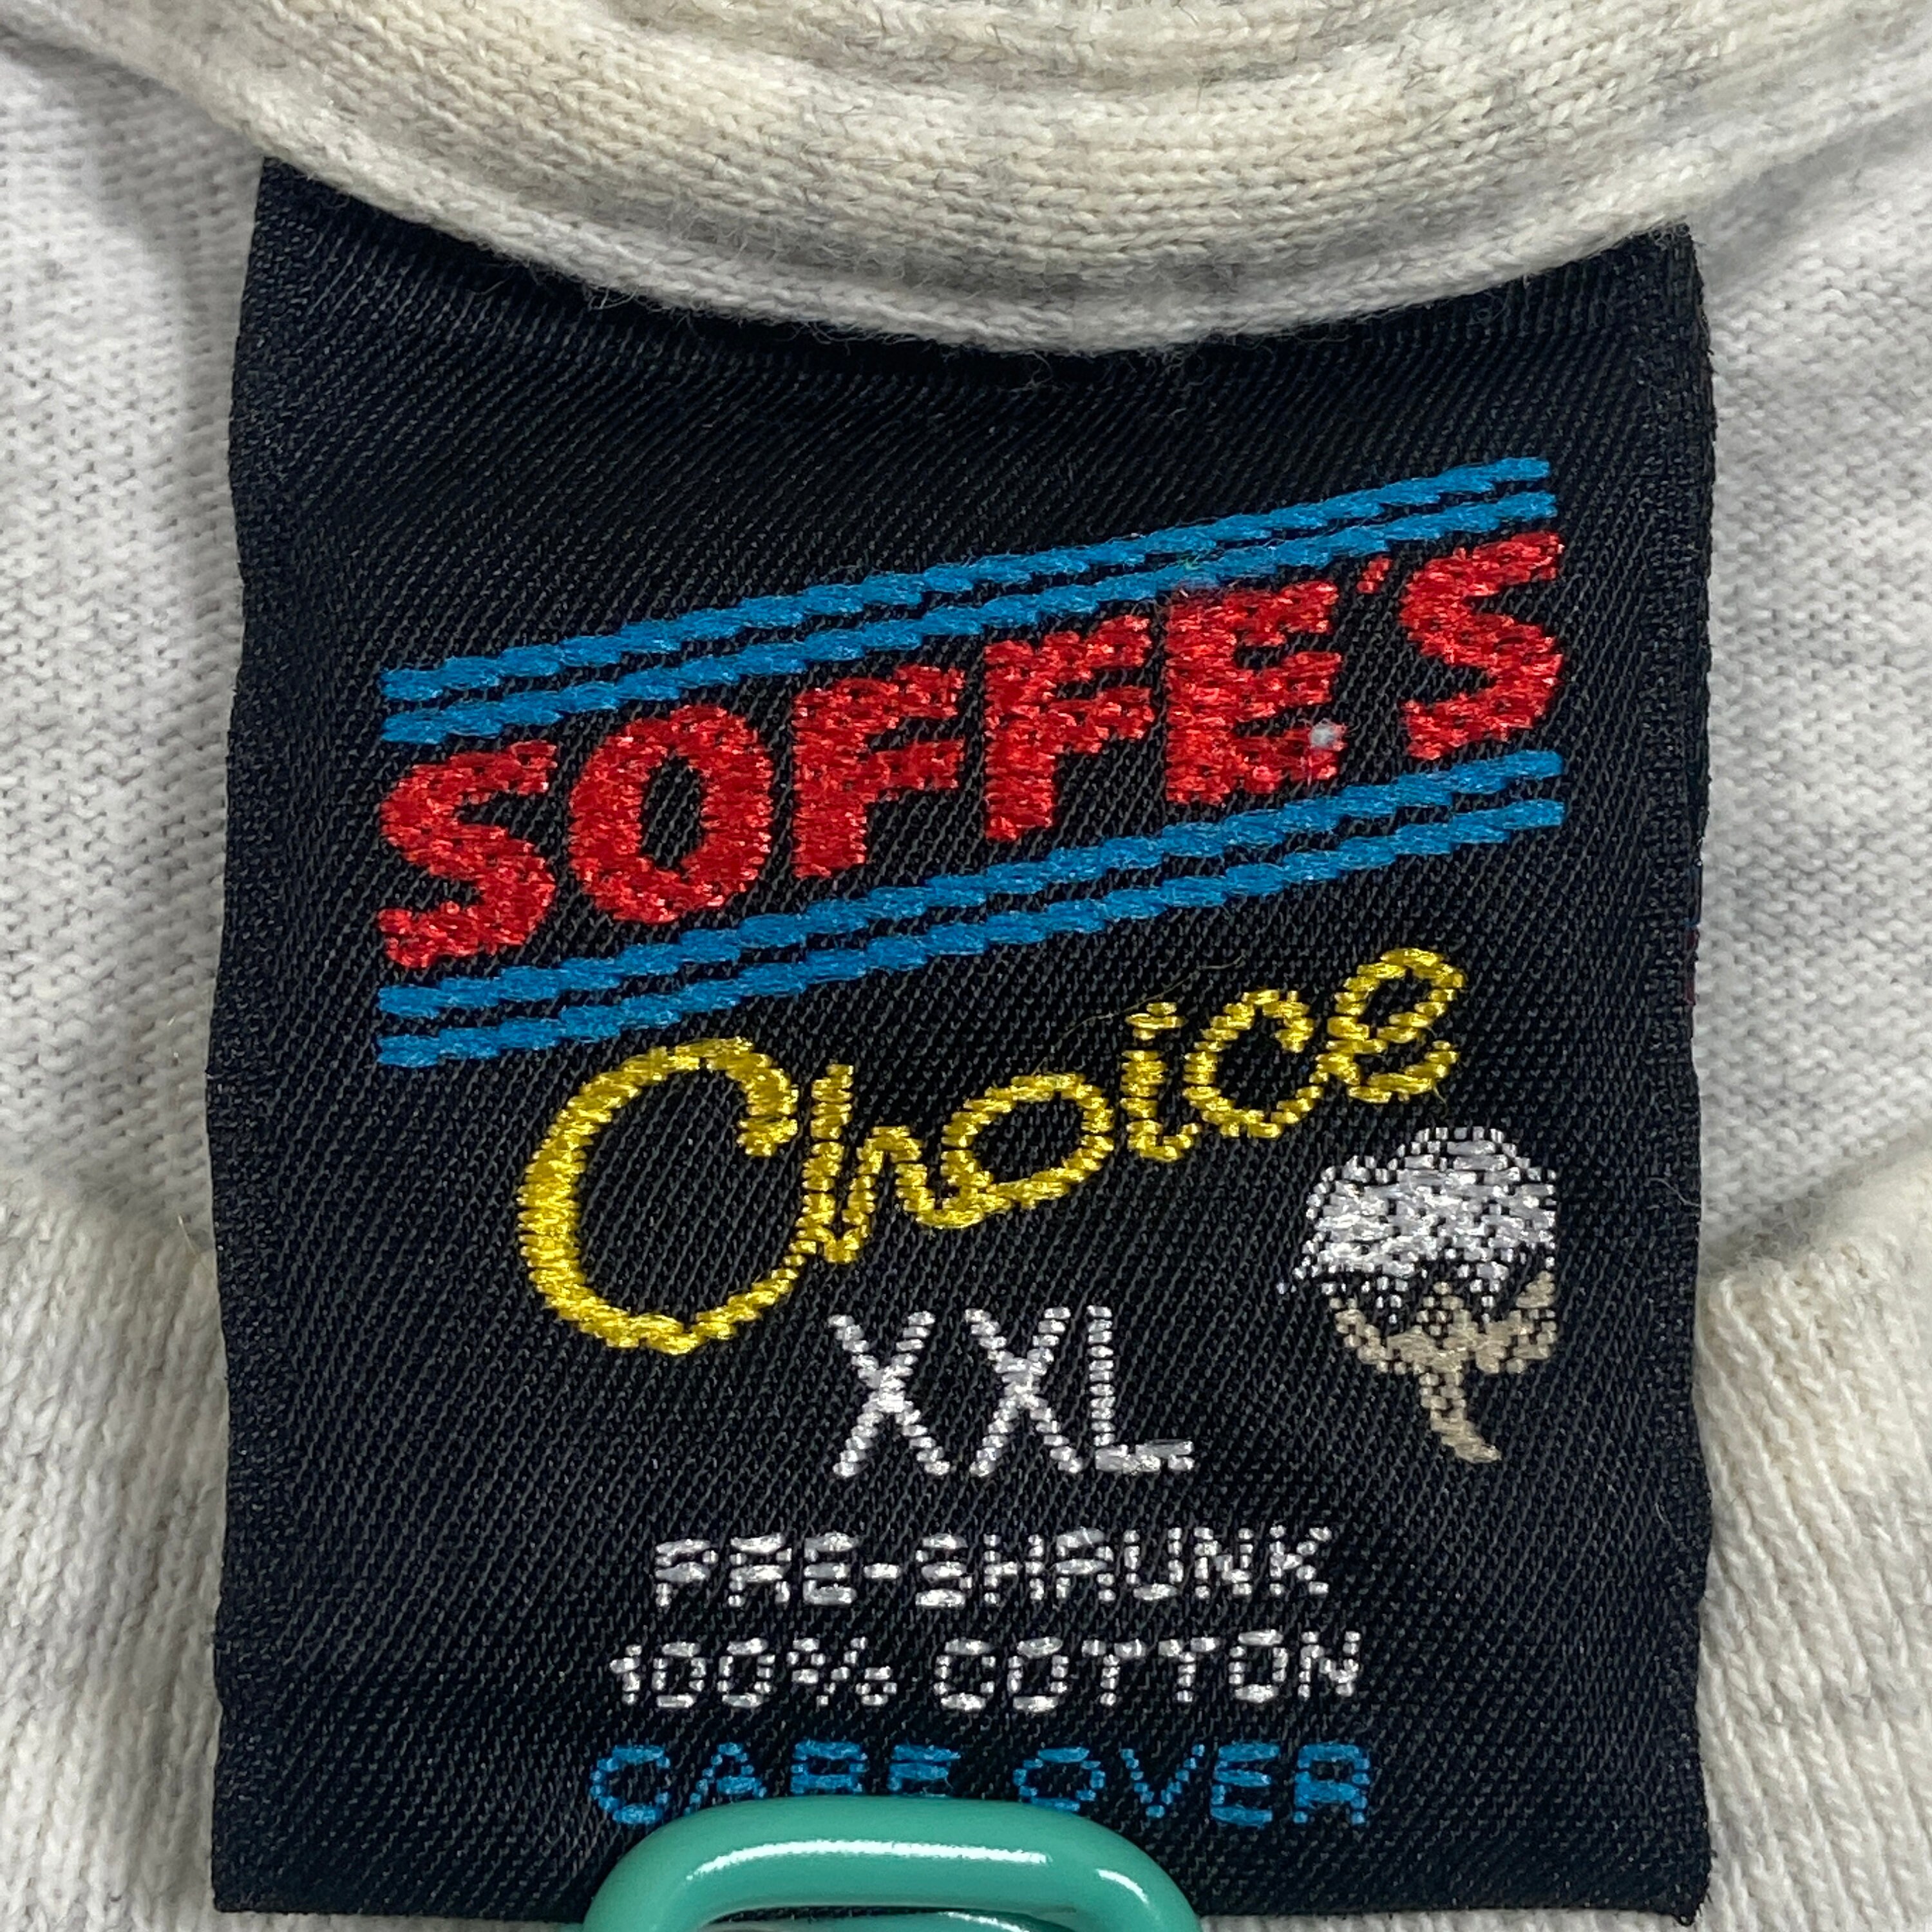 SOFFE'S
Choice
XXL
PRE-SHRUNK
100% COTTON
CARE OVER